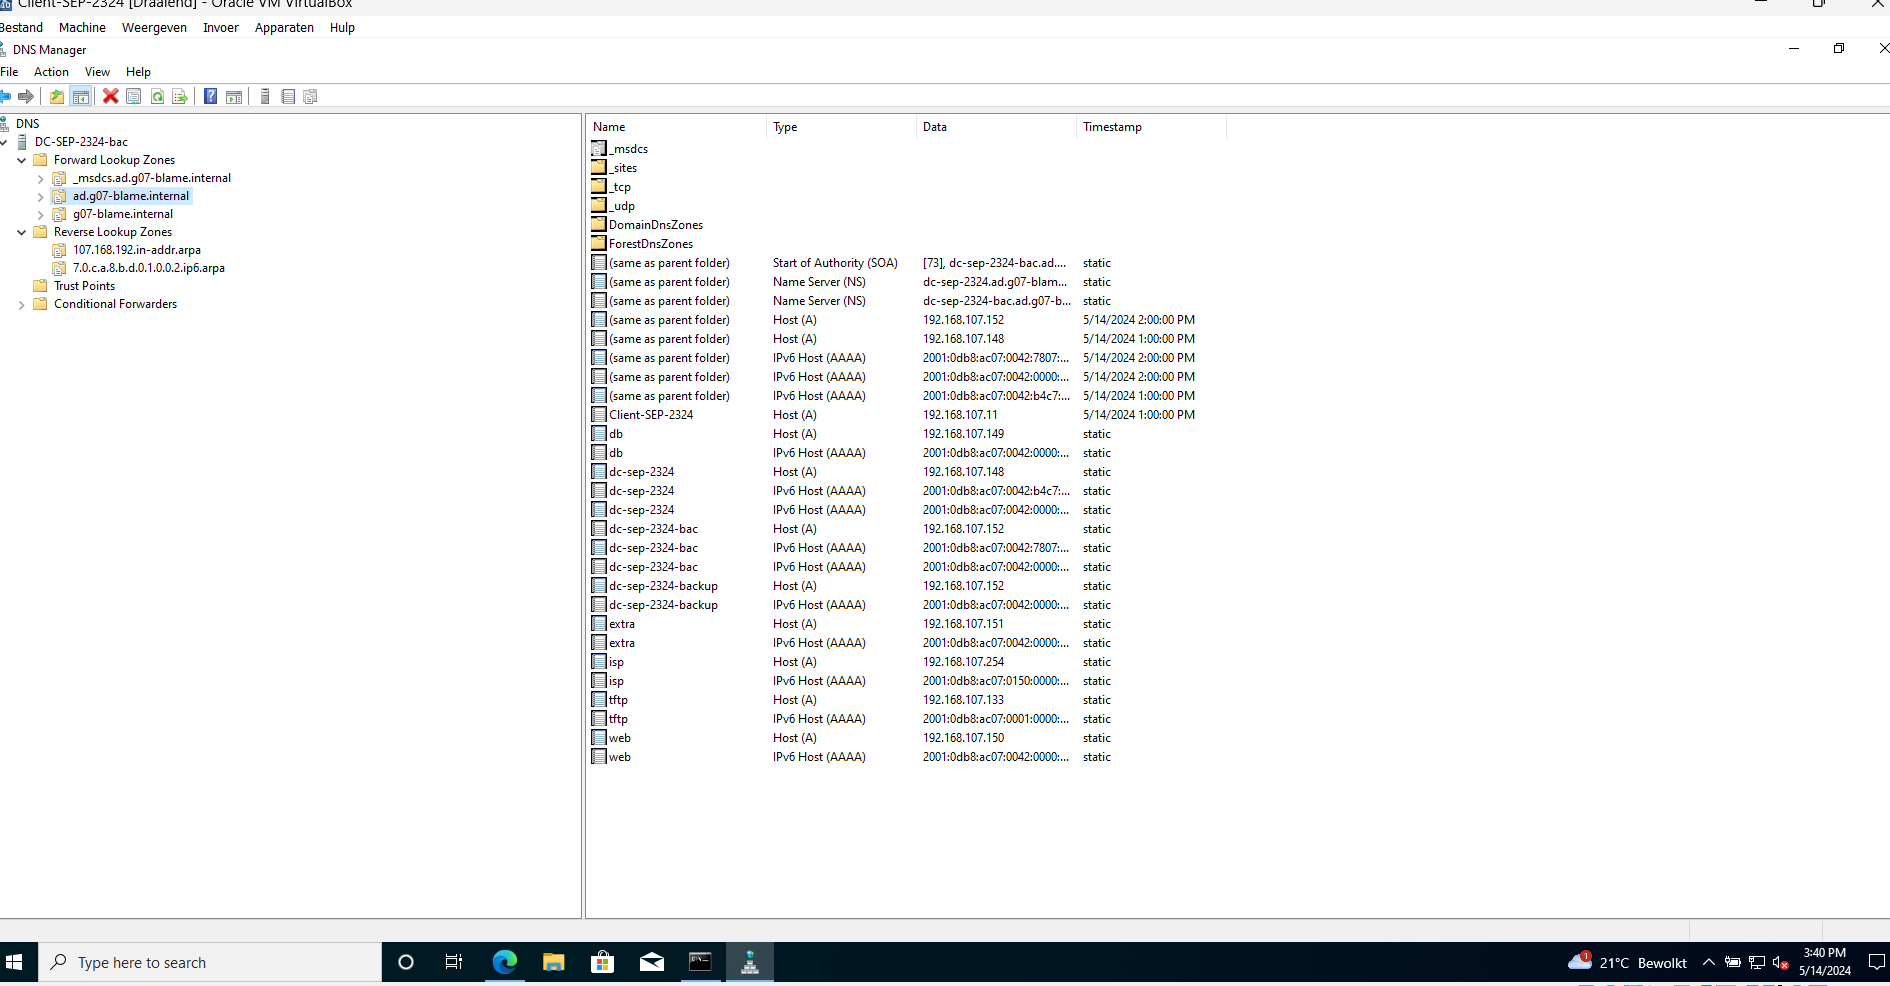 Client-SEP-2324 [Draaiend] - Oracle VM VirtualBox
Bestand Machine Weergeven Invoer Apparaten Hulp
DNS Manager
File Action View Help
DNS
DC-SEP-2324-bac
Forward Lookup Zones
_msdcs.ad.g07-blame.internal
ad.g07-blame.internal
g07-blame.internal
Reverse Lookup Zones
107.168.192.in-addr.arpa
7.0.c.a.8.b.d.0.1.0.0.2.ip6.arpa
Trust Points
Conditional Forwarders
Name Type Data Timestamp
_msdcs
_sites
_tcp
_udp
DomainDnsZones
ForestDnsZones
(same as parent folder) Start of Authority (SOA) [73], dc-sep-2324-bac.ad.... static
(same as parent folder) Name Server (NS) dc-sep-2324.ad.g07-blam... static
(same as parent folder) Name Server (NS) dc-sep-2324-bac.ad.g07-b... static
(same as parent folder) Host (A) 192.168.107.152 5/14/2024 2:00:00 PM
(same as parent folder) Host (A) 192.168.107.148 5/14/2024 1:00:00 PM
(same as parent folder) IPv6 Host (AAAA) 2001:0db8:ac07:0042:7807:... 5/14/2024 2:00:00 PM
(same as parent folder) IPv6 Host (AAAA) 2001:0db8:ac07:0042:0000:... 5/14/2024 2:00:00 PM
(same as parent folder) IPv6 Host (AAAA) 2001:0db8:ac07:0042:b4c7:... 5/14/2024 1:00:00 PM
Client-SEP-2324 Host (A) 192.168.107.11 5/14/2024 1:00:00 PM
db Host (A) 192.168.107.149 static
db IPv6 Host (AAAA) 2001:0db8:ac07:0042:0000:... static
dc-sep-2324 Host (A) 192.168.107.148 static
dc-sep-2324 IPv6 Host (AAAA) 2001:0db8:ac07:0042:b4c7:... static
dc-sep-2324 IPv6 Host (AAAA) 2001:0db8:ac07:0042:0000:... static
dc-sep-2324-bac Host (A) 192.168.107.152 static
dc-sep-2324-bac IPv6 Host (AAAA) 2001:0db8:ac07:0042:7807:... static
dc-sep-2324-bac IPv6 Host (AAAA) 2001:0db8:ac07:0042:0000:... static
dc-sep-2324-backup Host (A) 192.168.107.152 static
dc-sep-2324-backup IPv6 Host (AAAA) 2001:0db8:ac07:0042:0000:... static
extra Host (A) 192.168.107.151 static
extra IPv6 Host (AAAA) 2001:0db8:ac07:0042:0000:... static
isp Host (A) 192.168.107.254 static
isp IPv6 Host (AAAA) 2001:0db8:ac07:0150:0000:... static
tftp Host (A) 192.168.107.133 static
tftp IPv6 Host (AAAA) 2001:0db8:ac07:0001:0000:... static
web Host (A) 192.168.107.150 static
web IPv6 Host (AAAA) 2001:0db8:ac07:0042:0000:... static
Type here to search
1
21°C Bewolkt
3:40 PM
5/14/2024